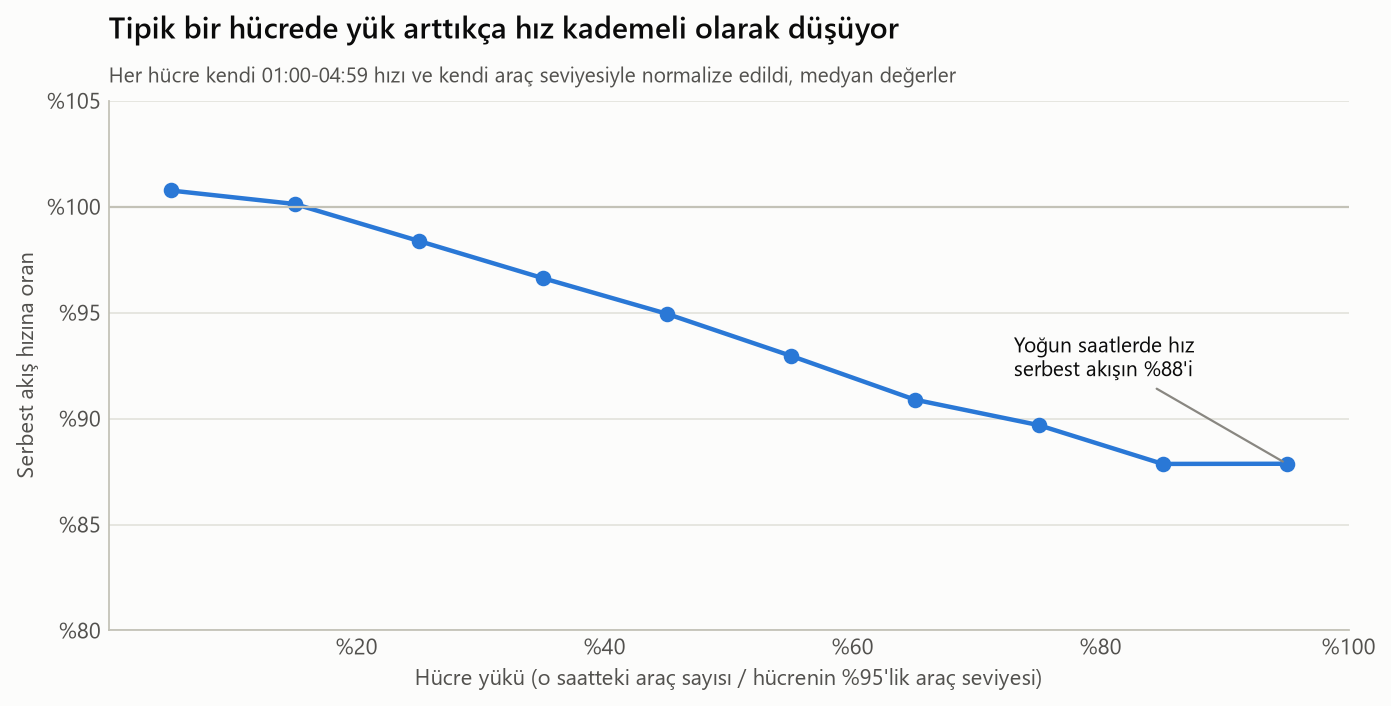 Tipik bir hücrede yük arttıkça hız kademeli olarak düşüyor
Her hücre kendi 01:00-04:59 hızı ve kendi araç seviyesiyle normalize edildi, medyan değerler
%105
%100
%95
%90
%85
%80
Serbest akış hızına oran
Yoğun saatlerde hız
serbest akışın %88'i
%20
%40
%60
%80
%100
Hücre yükü (o saatteki araç sayısı / hücrenin %95'lik araç seviyesi)